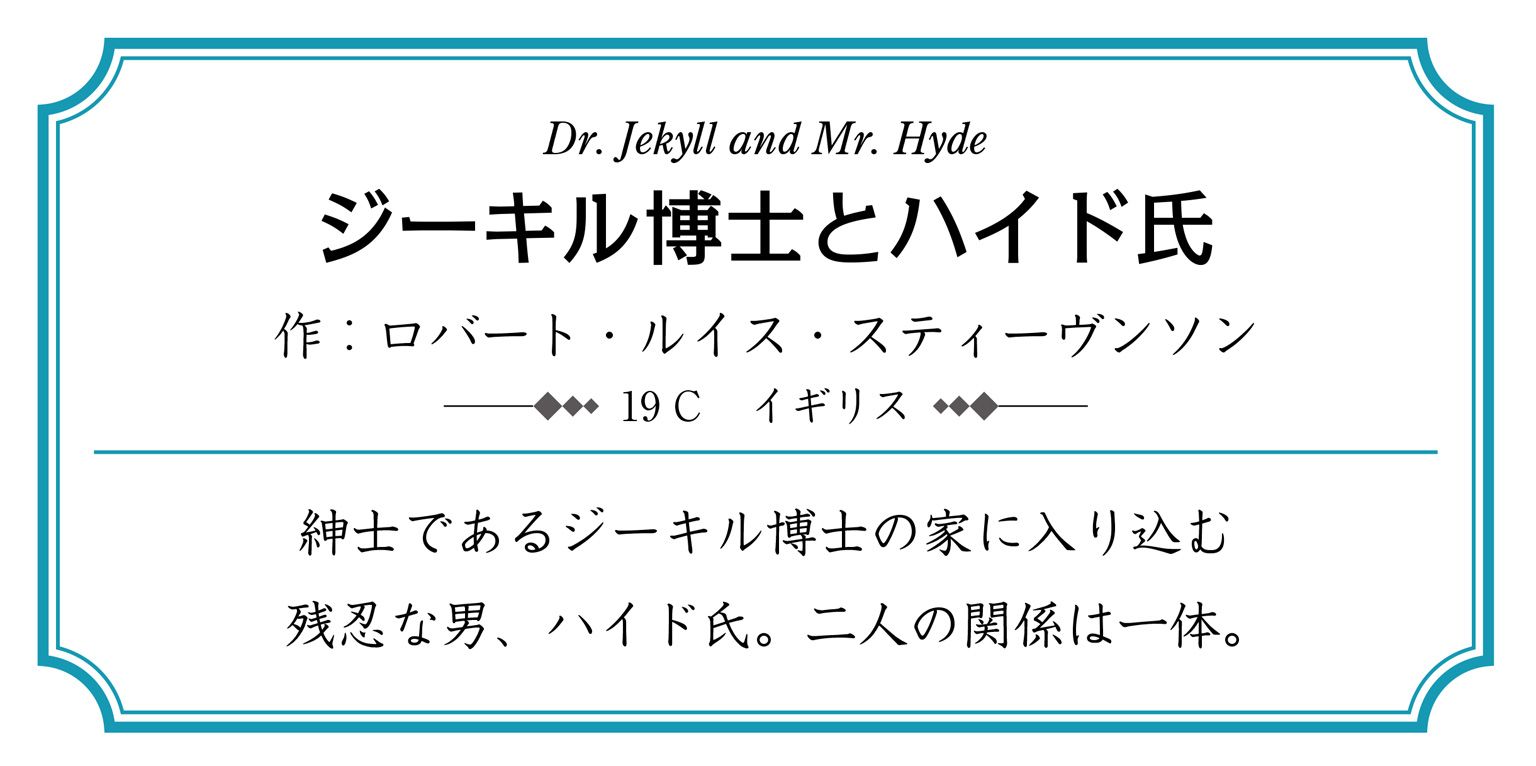 Dr. Jekyll and Mr. Hyde
ジーキル博士とハイド氏
作：ロバート・ルイス・スティーヴンソン
19 C　イギリス
紳士であるジーキル博士の家に入り込む
残忍な男、ハイド氏。二人の関係は一体。